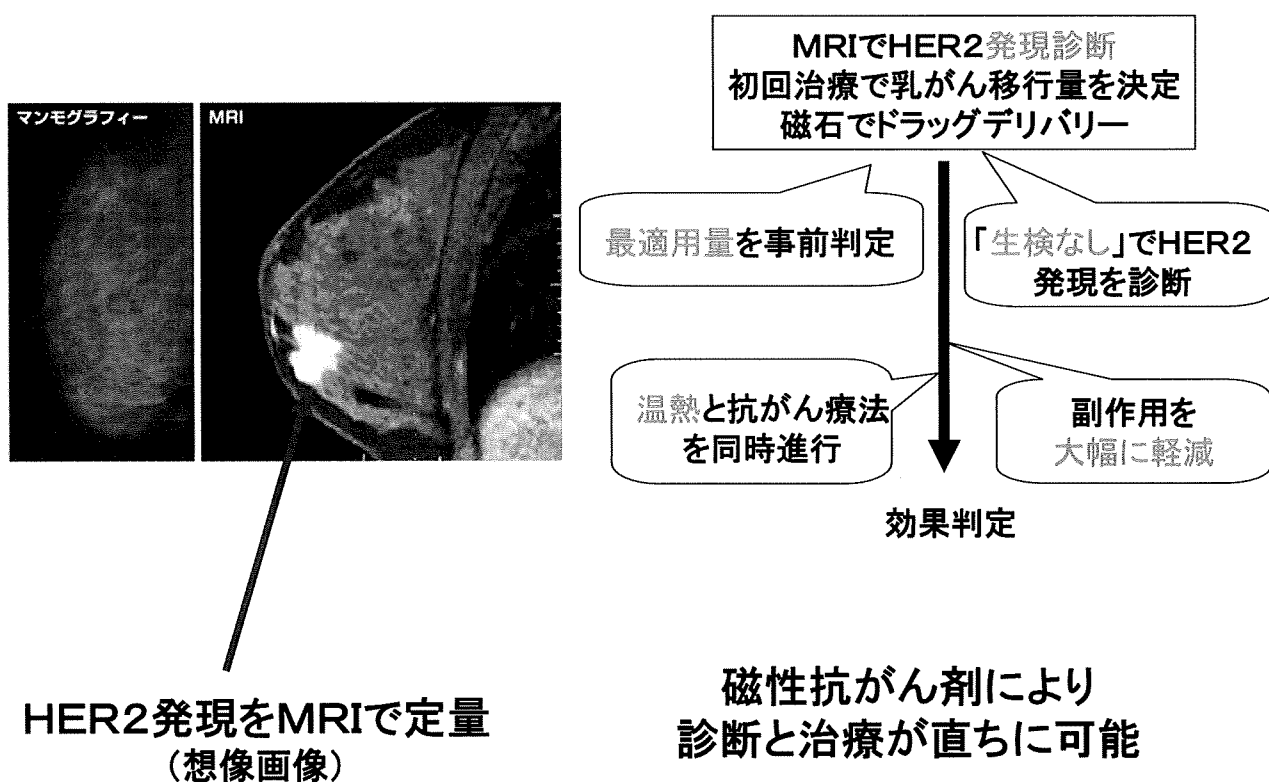 マンモグラフィー
MRI
HER2発現をMRIで定量
(想像画像)
MRIでHER2発現診断
初回治療で乳がん移行量を決定
磁石でドラッグデリバリー
最適用量を事前判定
「生検なし」でHER2
発現を診断
温熱と抗がん療法
を同時進行
副作用を
大幅に軽減
効果判定
磁性抗がん剤により
診断と治療が直ちに可能